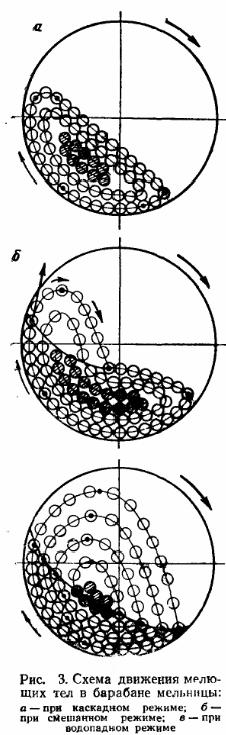 а
б
Рис. 3. Схема движения мелю-
щих тел в барабане мельницы:
а — при каскадном режиме; б —
при смешанном режиме; в — при
водопадном режиме